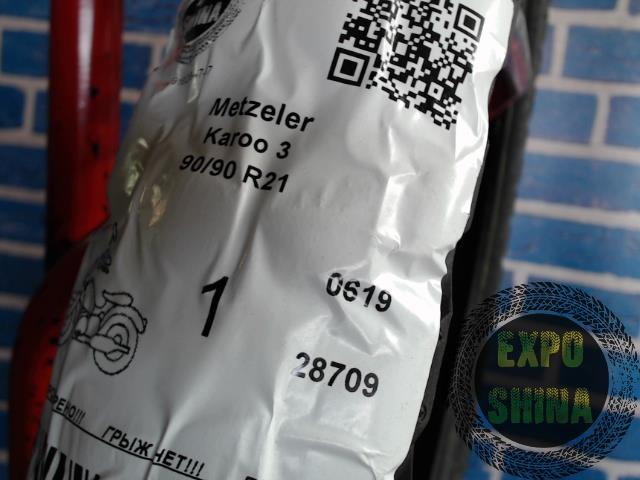 Metzeler
Karoo 3
90/90 R21
1
0619
28709
ГРЫЖ НЕТ!!!
EXPO
SHINA